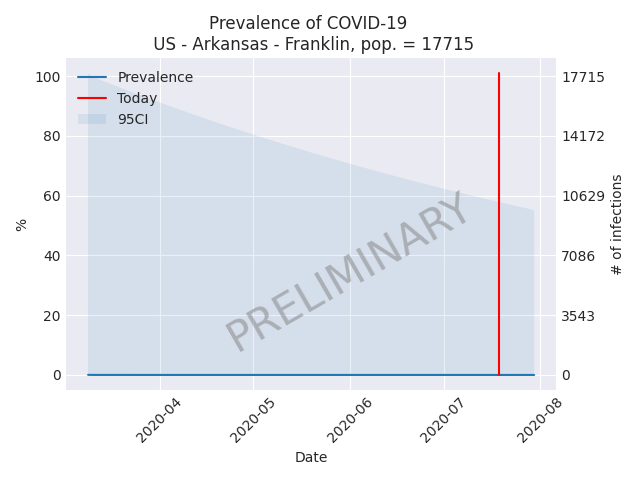 Prevalence of COVID-19
US - Arkansas - Franklin, pop. = 17715
Prevalence
Today
95CI
100
80
60
40
20
0
%
17715
14172
10629
7086
3543
0
# of infections
PRELIMINARY
2020-04
2020-05
2020-06
2020-07
2020-08
Date